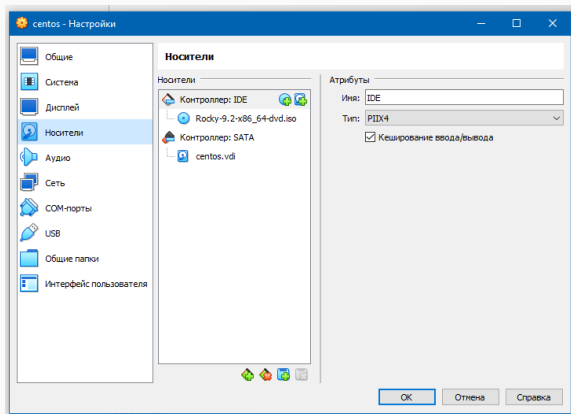 centos - Настройки
Общие
Система
Дисплей
Носители
Аудио
Сеть
COM-порты
USB
Общие папки
Интерфейс пользователя
Носители
Носители
Контроллер: IDE
Rocky-9.2-x86_64-dvd.iso
Контроллер: SATA
centos.vdi
Атрибуты
Имя: IDE
Тип: PIIX4
Кеширование ввода/вывода
OK Отмена Справка